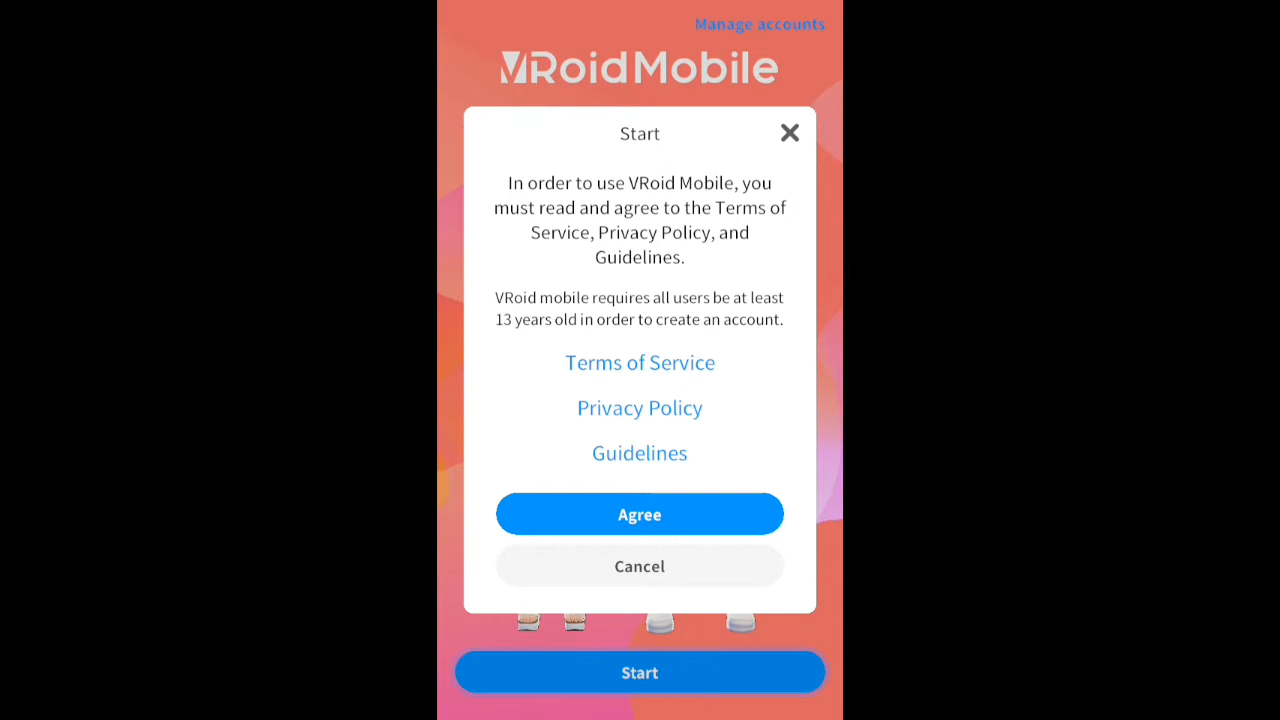 Manage accounts
VRoid Mobile
Start
In order to use VRoid Mobile, you
must read and agree to the Terms of
Service, Privacy Policy, and
Guidelines.
VRoid mobile requires all users be at least
13 years old in order to create an account.
Terms of Service
Privacy Policy
Guidelines
Agree
Cancel
Start